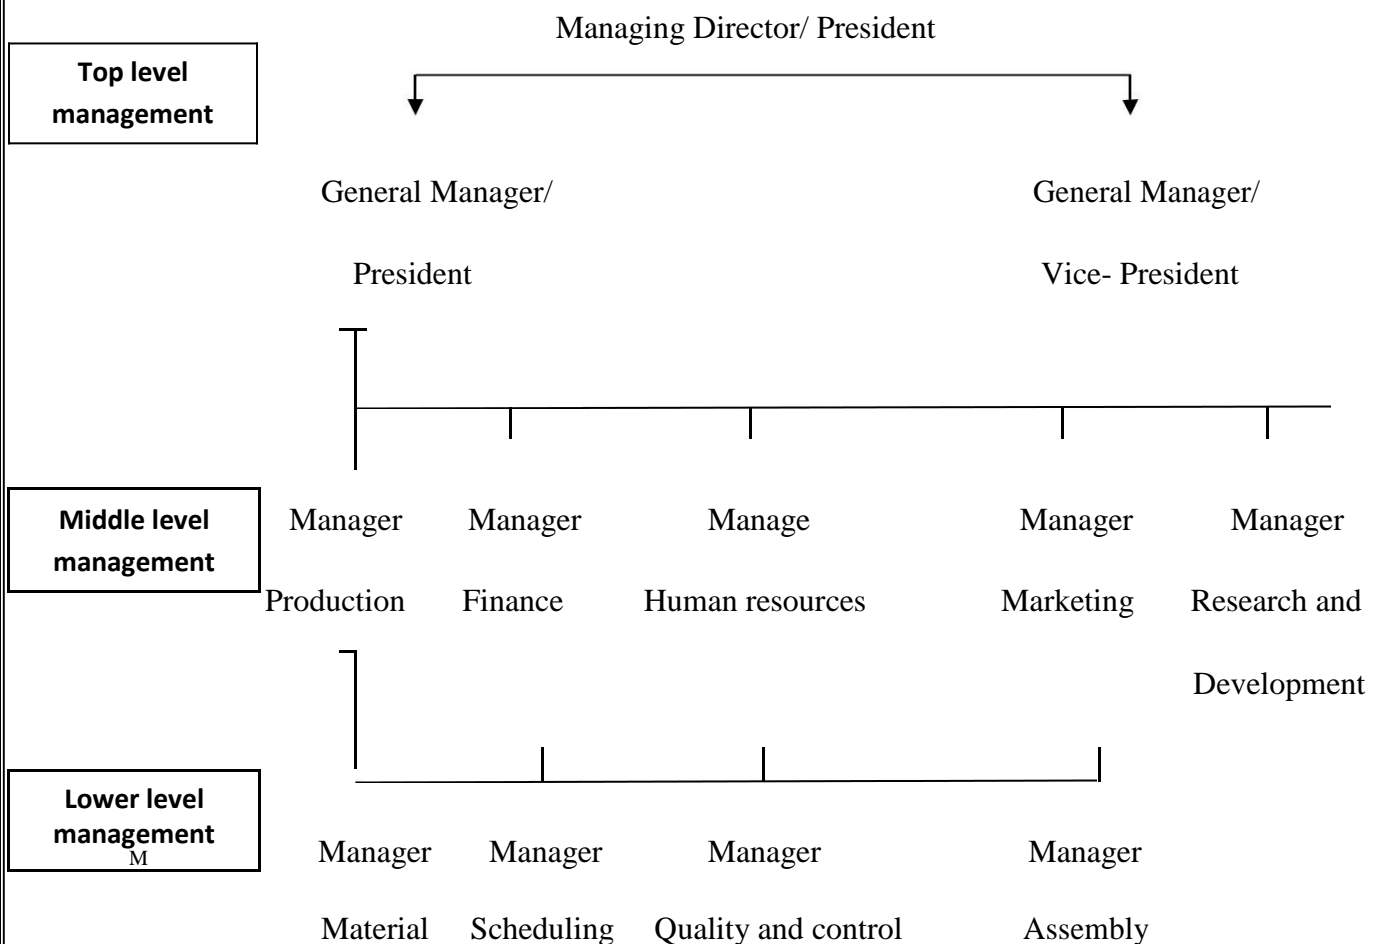 Managing Director/ President
Top level
management
General Manager/
General Manager/
President
Vice- President
Middle level
management
Manager
Manager
Manage
Manager
Manager
Production
Finance
Human resources
Marketing
Research and
Development
Lower level
management
M
Manager
Manager
Manager
Manager
Material
Scheduling
Quality and control
Assembly